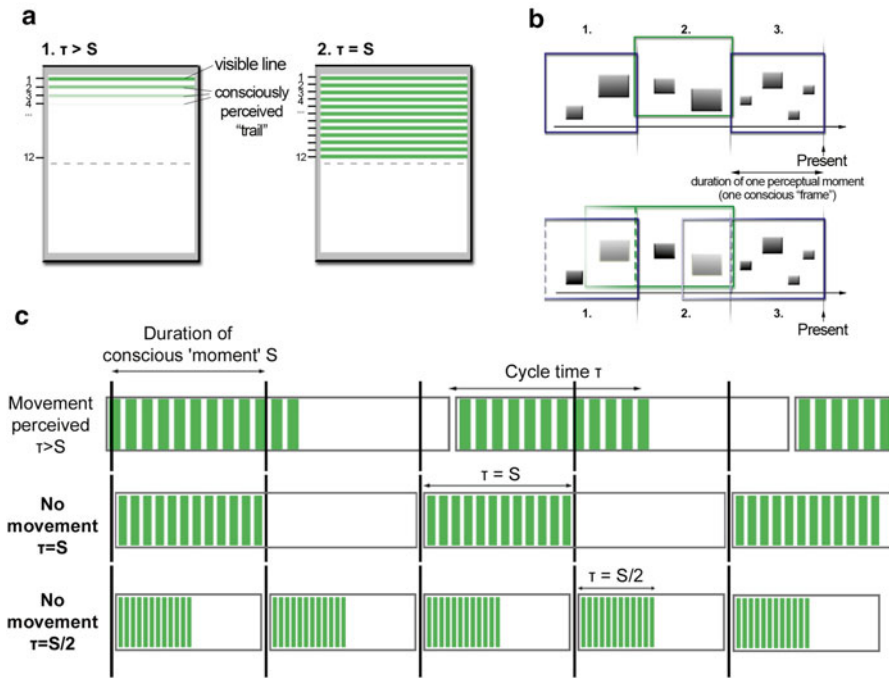 a
1. τ > S
2. τ = S
visible line
consciously
perceived
“trail”
1
2
3
4
...
12
1
2
3
4
...
12
b
1.
2.
3.
Present
duration of one perceptual moment
(one conscious “frame”)
1.
2.
3.
Present
c
Duration of
conscious 'moment' S
Cycle time τ
Movement
perceived
τ>S
τ = S
No
movement
τ=S
τ = S/2
No
movement
τ=S/2